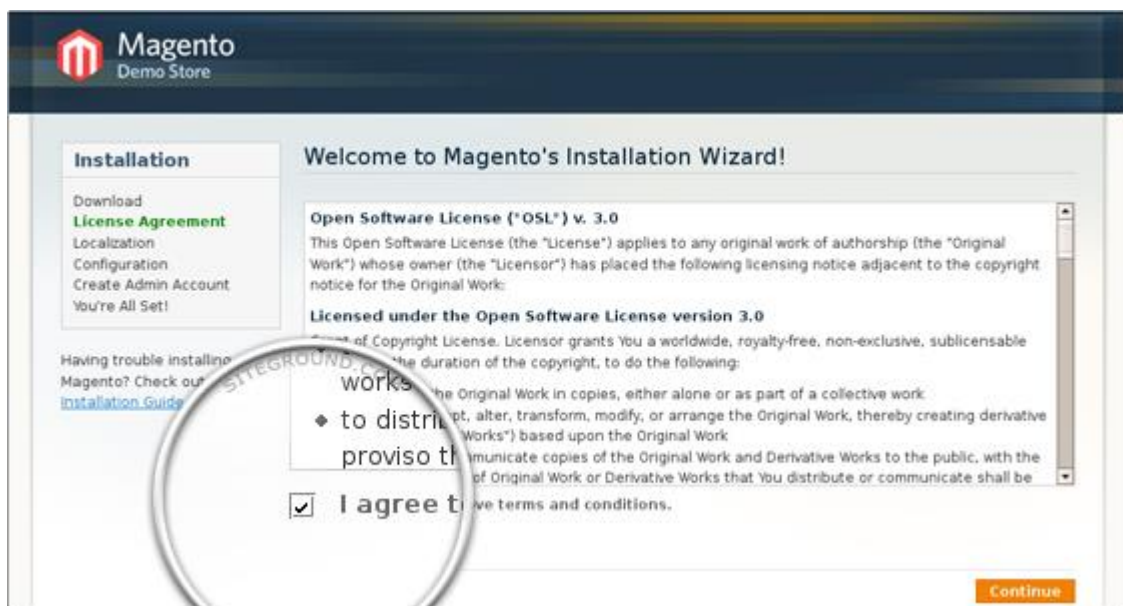 Magento
Demo Store
Installation
Download
License Agreement
Localization
Configuration
Create Admin Account
You're All Set!
Having trouble installing
Magento? Check out
Installation Guide
Welcome to Magento's Installation Wizard!
Open Software License ("OSL") v. 3.0
This Open Software License (the "License") applies to any original work of authorship (the "Original
Work") whose owner (the "Licensor") has placed the following licensing notice adjacent to the copyright
notice for the Original Work:
Licensed under the Open Software License version 3.0
of Copyright License. Licensor grants You a worldwide, royalty-free, non-exclusive, sublicensable
the duration of the copyright, to do the following:
the Original Work in copies, either alone or as part of a collective work
alter, transform, modify, or arrange the Original Work, thereby creating derivative
Works") based upon the Original Work
copies of the Original Work and Derivative Works to the public, with the
of Original Work or Derivative Works that You distribute or communicate shall be
SITEGROUND
works
to distri
proviso th
I agree t
terms and conditions.
Continue